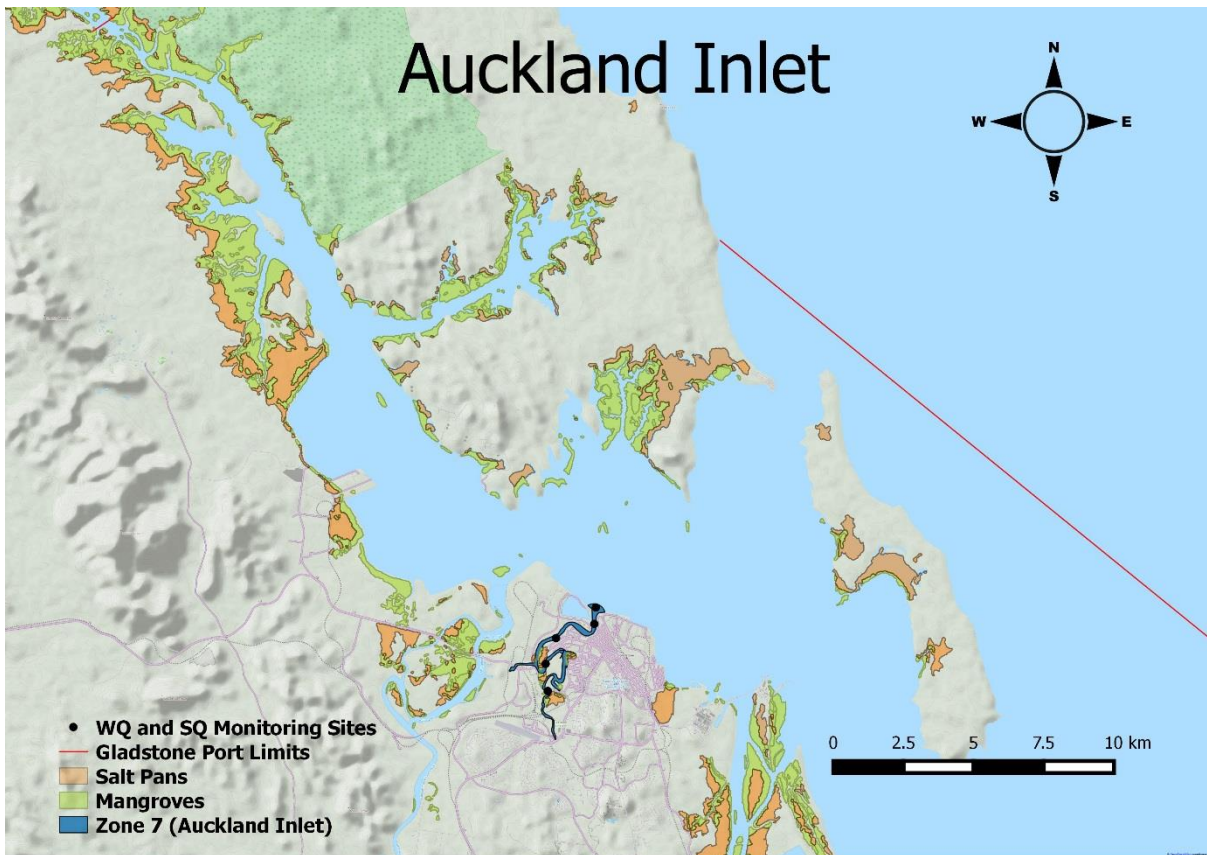 Auckland Inlet
N
W E
S
WQ and SQ Monitoring Sites
Gladstone Port Limits
Salt Pans
Mangroves
Zone 7 (Auckland Inlet)
0 2.5 5 7.5 10 km